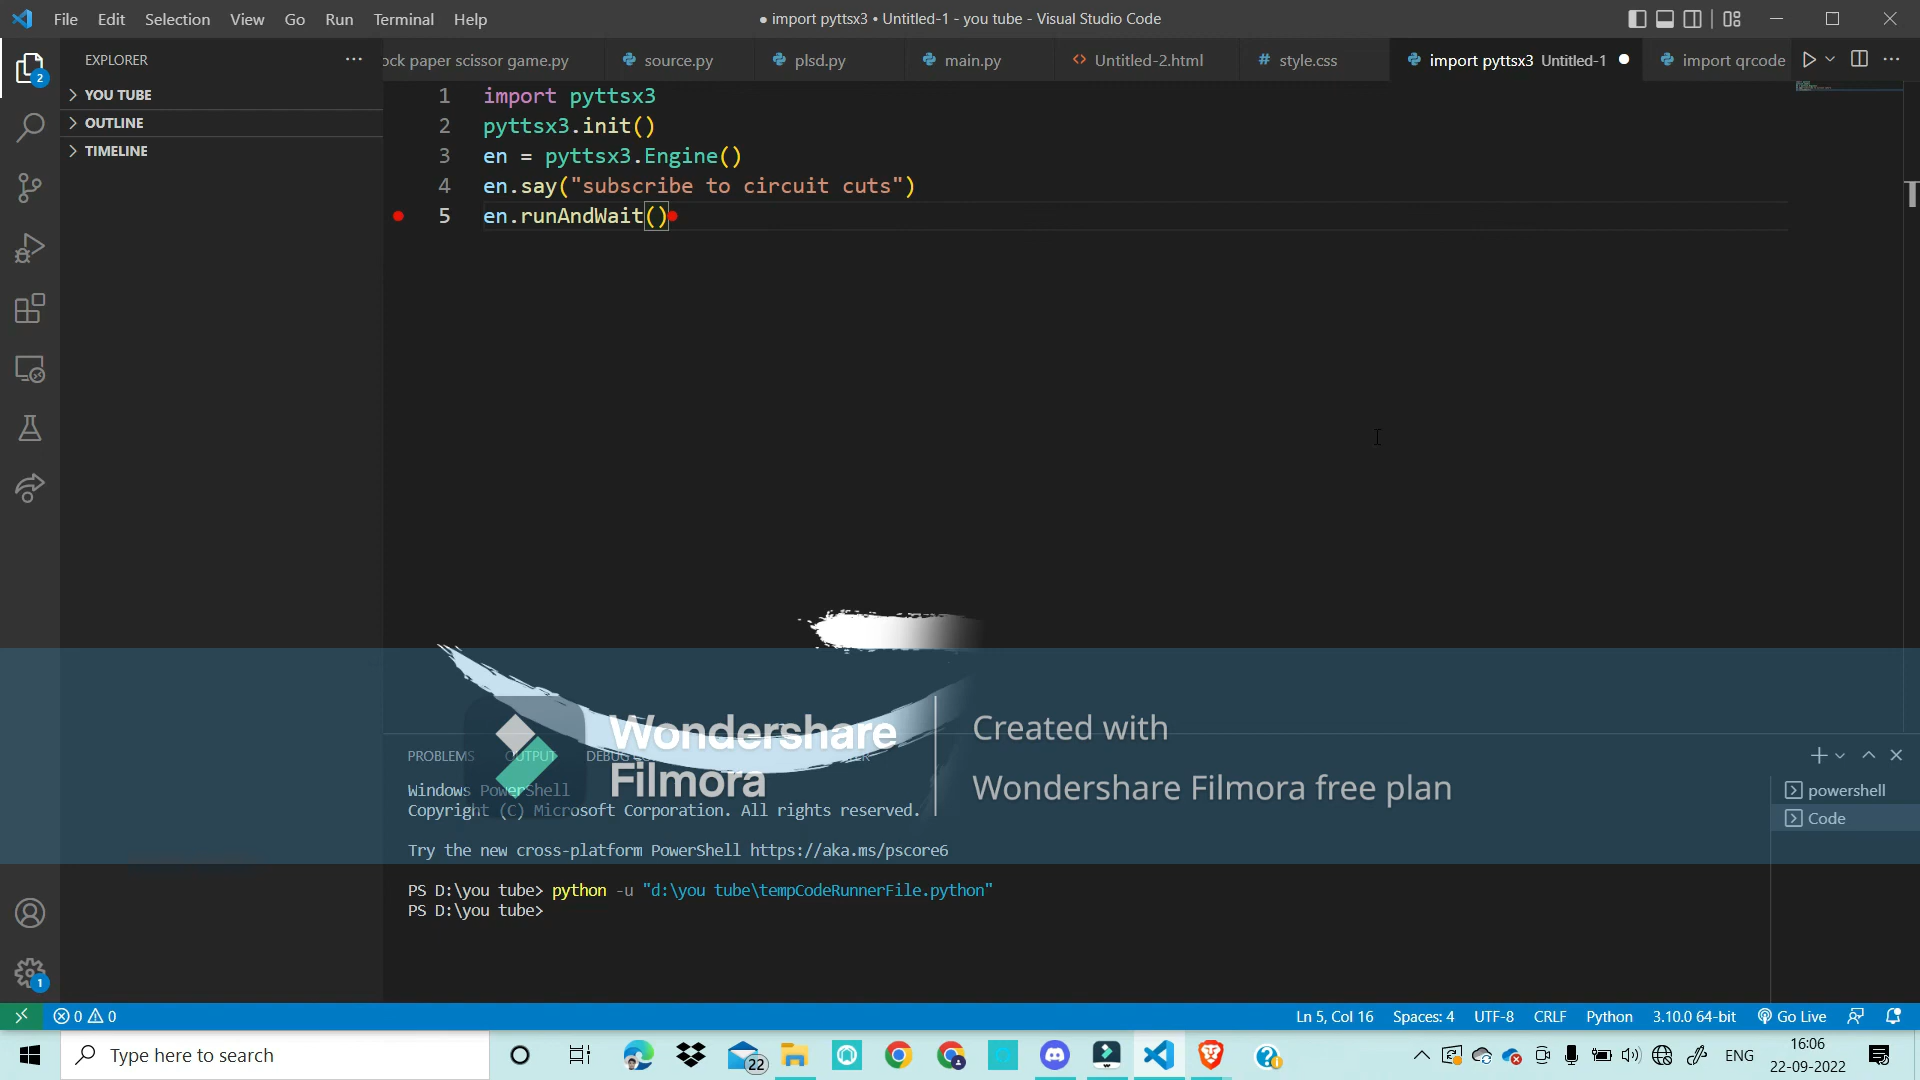 File Edit Selection View Go Run Terminal Help
● import pyttsx3 • Untitled-1 - you tube - Visual Studio Code
EXPLORER
ock paper scissor game.py
source.py
plsd.py
main.py
Untitled-2.html
style.css
import pyttsx3 Untitled-1
import qrcode
YOU TUBE
OUTLINE
TIMELINE
2
1 import pyttsx3
2 pyttsx3.init()
3 en = pyttsx3.Engine()
4 en.say("subscribe to circuit cuts")
5 en.runAndWait()
Wondershare
Filmora
Created with
Wondershare Filmora free plan
PROBLEMS OUTPUT
Windows PowerShell
Copyright (C) Microsoft Corporation. All rights reserved.
Try the new cross-platform PowerShell https://aka.ms/pscore6
PS D:\you tube> python -u "d:\you tube\tempCodeRunnerFile.python"
PS D:\you tube>
powershell
Code
1
0 0
Ln 5, Col 16 Spaces: 4 UTF-8 CRLF Python 3.10.0 64-bit Go Live
Type here to search
22
ENG
16:06
22-09-2022